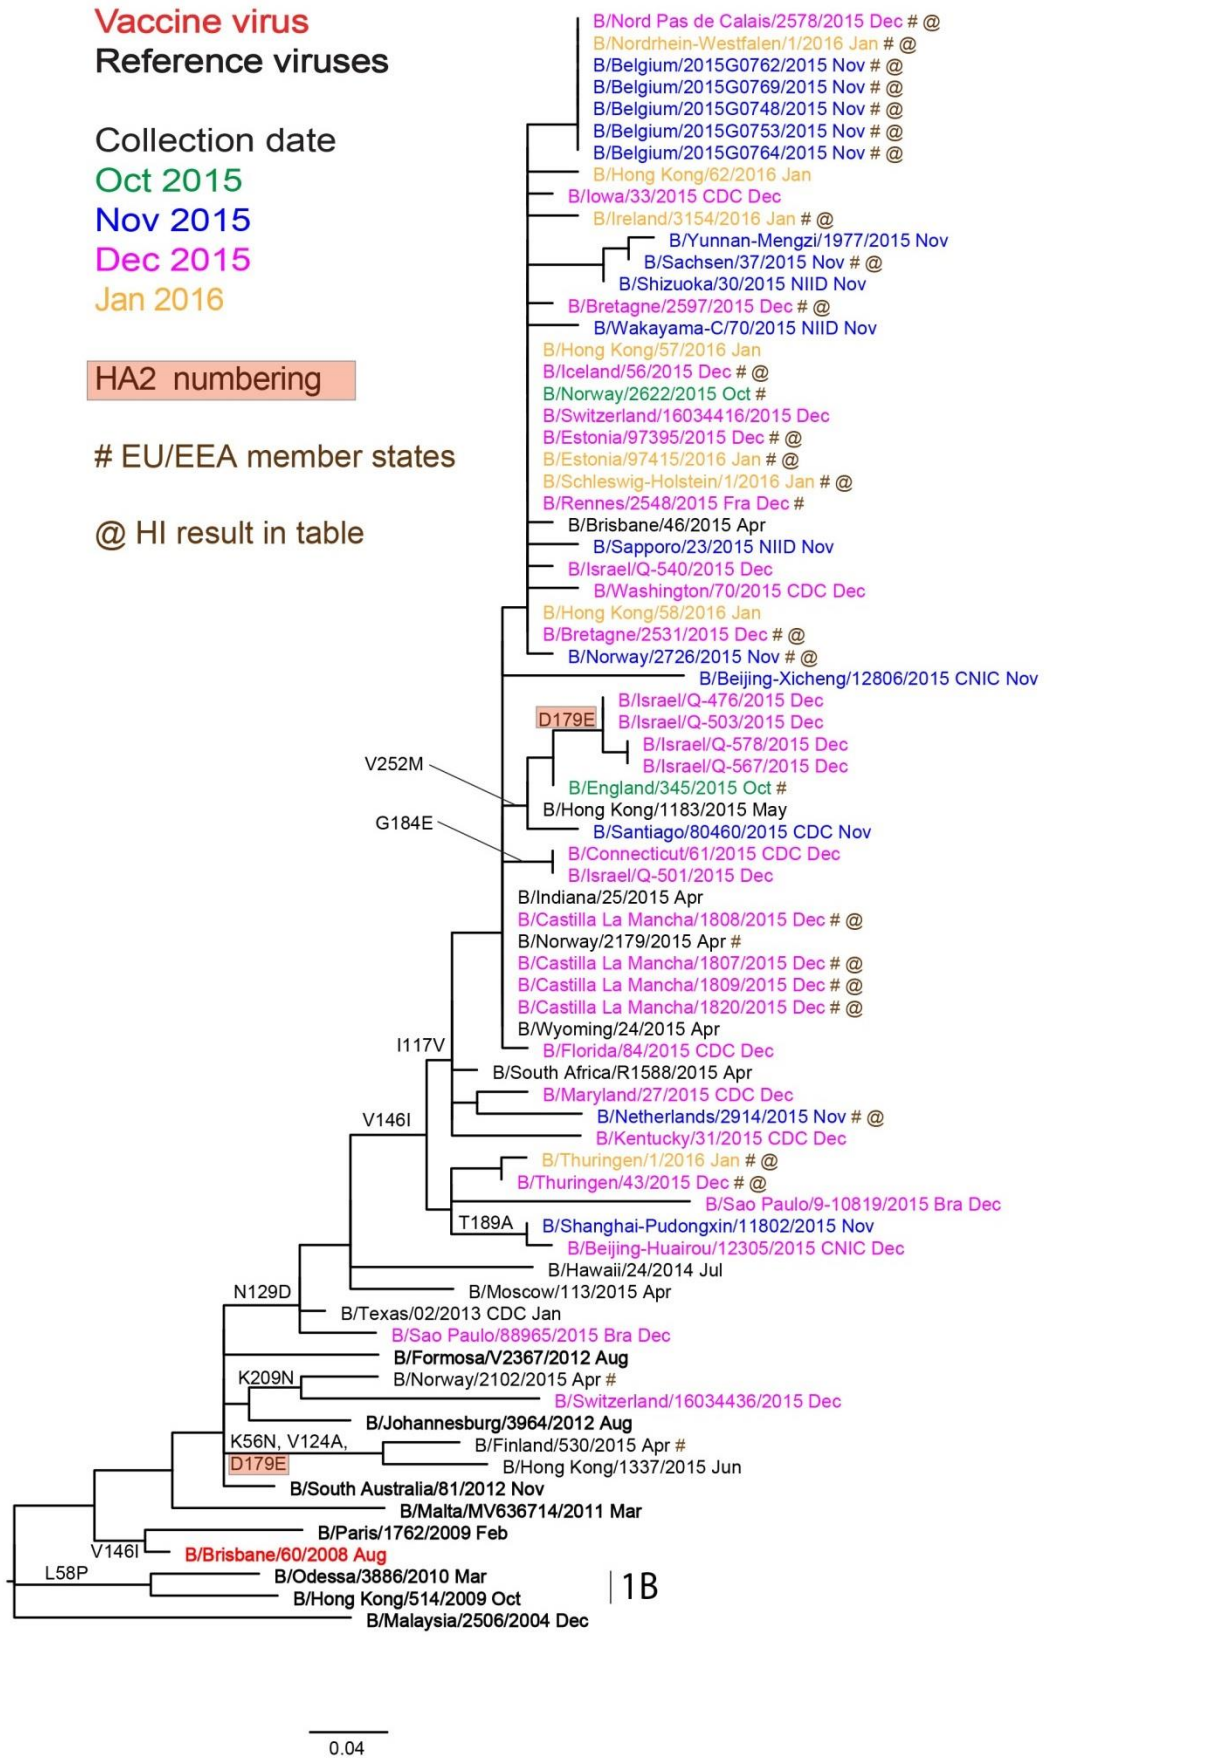 Vaccine virus
Reference viruses
Collection date
Oct 2015
Nov 2015
Dec 2015
Jan 2016
HA2 numbering
# EU/EEA member states
@ HI result in table
B/Nord Pas de Calais/2578/2015 Dec # @
B/Nordrhein-Westfalen/1/2016 Jan # @
B/Belgium/2015G0762/2015 Nov # @
B/Belgium/2015G0769/2015 Nov # @
B/Belgium/2015G0748/2015 Nov # @
B/Belgium/2015G0753/2015 Nov # @
B/Belgium/2015G0764/2015 Nov # @
B/Hong Kong/62/2016 Jan
B/Iowa/33/2015 CDC Dec
B/Ireland/3154/2016 Jan # @
B/Yunnan-Mengzi/1977/2015 Nov
B/Sachsen/37/2015 Nov # @
B/Shizuoka/30/2015 NIID Nov
B/Bretagne/2597/2015 Dec # @
B/Wakayama-C/70/2015 NIID Nov
B/Hong Kong/57/2016 Jan
B/Iceland/56/2015 Dec # @
B/Norway/2622/2015 Oct #
B/Switzerland/16034416/2015 Dec
B/Estonia/97395/2015 Dec # @
B/Estonia/97415/2016 Jan # @
B/Schleswig-Holstein/1/2016 Jan # @
B/Rennes/2548/2015 Fra Dec #
B/Brisbane/46/2015 Apr
B/Sapporo/23/2015 NIID Nov
B/Israel/Q-540/2015 Dec
B/Washington/70/2015 CDC Dec
B/Hong Kong/58/2016 Jan
B/Bretagne/2531/2015 Dec # @
B/Norway/2726/2015 Nov # @
B/Beijing-Xicheng/12806/2015 CNIC Nov
B/Israel/Q-476/2015 Dec
D179E
B/Israel/Q-503/2015 Dec
B/Israel/Q-578/2015 Dec
V252M
B/Israel/Q-567/2015 Dec
B/England/345/2015 Oct #
B/Hong Kong/1183/2015 May
G184E
B/Santiago/80460/2015 CDC Nov
B/Connecticut/61/2015 CDC Dec
B/Israel/Q-501/2015 Dec
B/Indiana/25/2015 Apr
B/Castilla La Mancha/1808/2015 Dec # @
B/Norway/2179/2015 Apr #
B/Castilla La Mancha/1807/2015 Dec # @
B/Castilla La Mancha/1809/2015 Dec # @
B/Castilla La Mancha/1820/2015 Dec # @
B/Wyoming/24/2015 Apr
I117V
B/Florida/84/2015 CDC Dec
B/South Africa/R1588/2015 Apr
B/Maryland/27/2015 CDC Dec
B/Netherlands/2914/2015 Nov # @
V146I
B/Kentucky/31/2015 CDC Dec
B/Thuringen/1/2016 Jan # @
B/Thuringen/43/2015 Dec # @
B/Sao Paulo/9-10819/2015 Bra Dec
T189A
B/Shanghai-Pudongxin/11802/2015 Nov
B/Beijing-Huairou/12305/2015 CNIC Dec
B/Hawaii/24/2014 Jul
N129D
B/Moscow/113/2015 Apr
B/Texas/02/2013 CDC Jan
B/Sao Paulo/88965/2015 Bra Dec
B/Formosa/V2367/2012 Aug
K209N
B/Norway/2102/2015 Apr #
B/Switzerland/16034436/2015 Dec
B/Johannesburg/3964/2012 Aug
K56N, V124A,
B/Finland/530/2015 Apr #
D179E
B/Hong Kong/1337/2015 Jun
B/South Australia/81/2012 Nov
B/Malta/MV636714/2011 Mar
B/Paris/1762/2009 Feb
V146I
B/Brisbane/60/2008 Aug
L58P
B/Odessa/3886/2010 Mar
1B
B/Hong Kong/514/2009 Oct
B/Malaysia/2506/2004 Dec
0.04